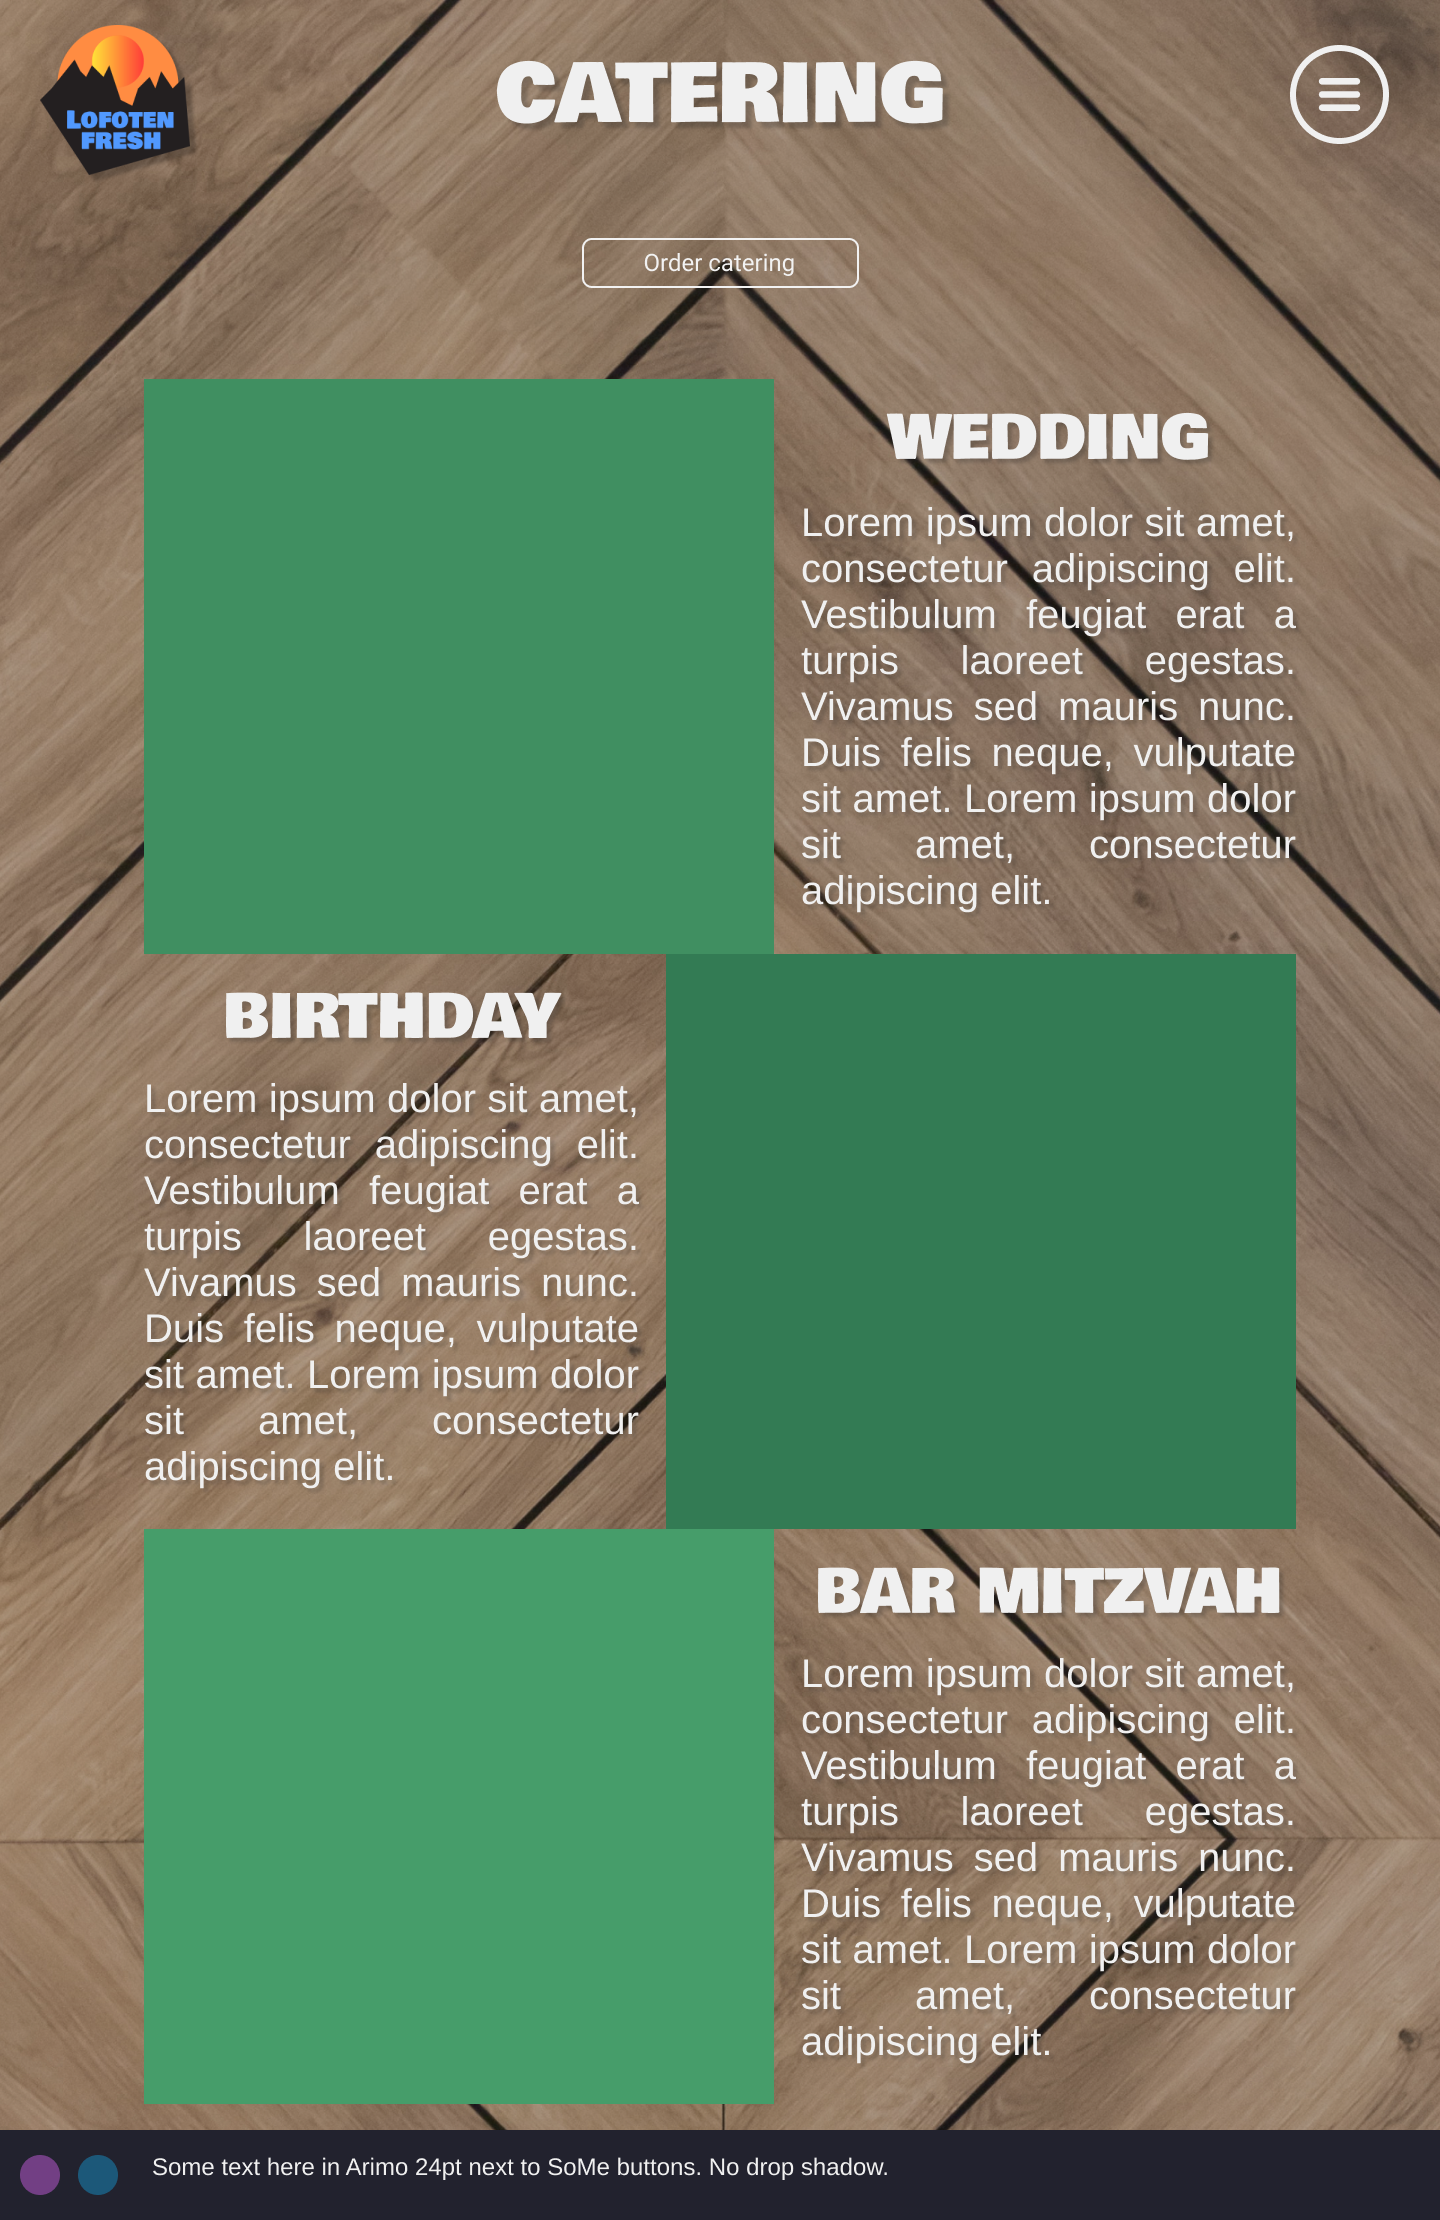 LOFOTEN
FRESH
CATERING
Order catering
WEDDING
Lorem ipsum dolor sit amet,
consectetur adipiscing elit.
Vestibulum feugiat erat a
turpis laoreet egestas.
Vivamus sed mauris nunc.
Duis felis neque, vulputate
sit amet. Lorem ipsum dolor
sit amet, consectetur
adipiscing elit.
BIRTHDAY
Lorem ipsum dolor sit amet,
consectetur adipiscing elit.
Vestibulum feugiat erat a
turpis laoreet egestas.
Vivamus sed mauris nunc.
Duis felis neque, vulputate
sit amet. Lorem ipsum dolor
sit amet, consectetur
adipiscing elit.
BAR MITZVAH
Lorem ipsum dolor sit amet,
consectetur adipiscing elit.
Vestibulum feugiat erat a
turpis laoreet egestas.
Vivamus sed mauris nunc.
Duis felis neque, vulputate
sit amet. Lorem ipsum dolor
sit amet, consectetur
adipiscing elit.
Some text here in Arimo 24pt next to SoMe buttons. No drop shadow.